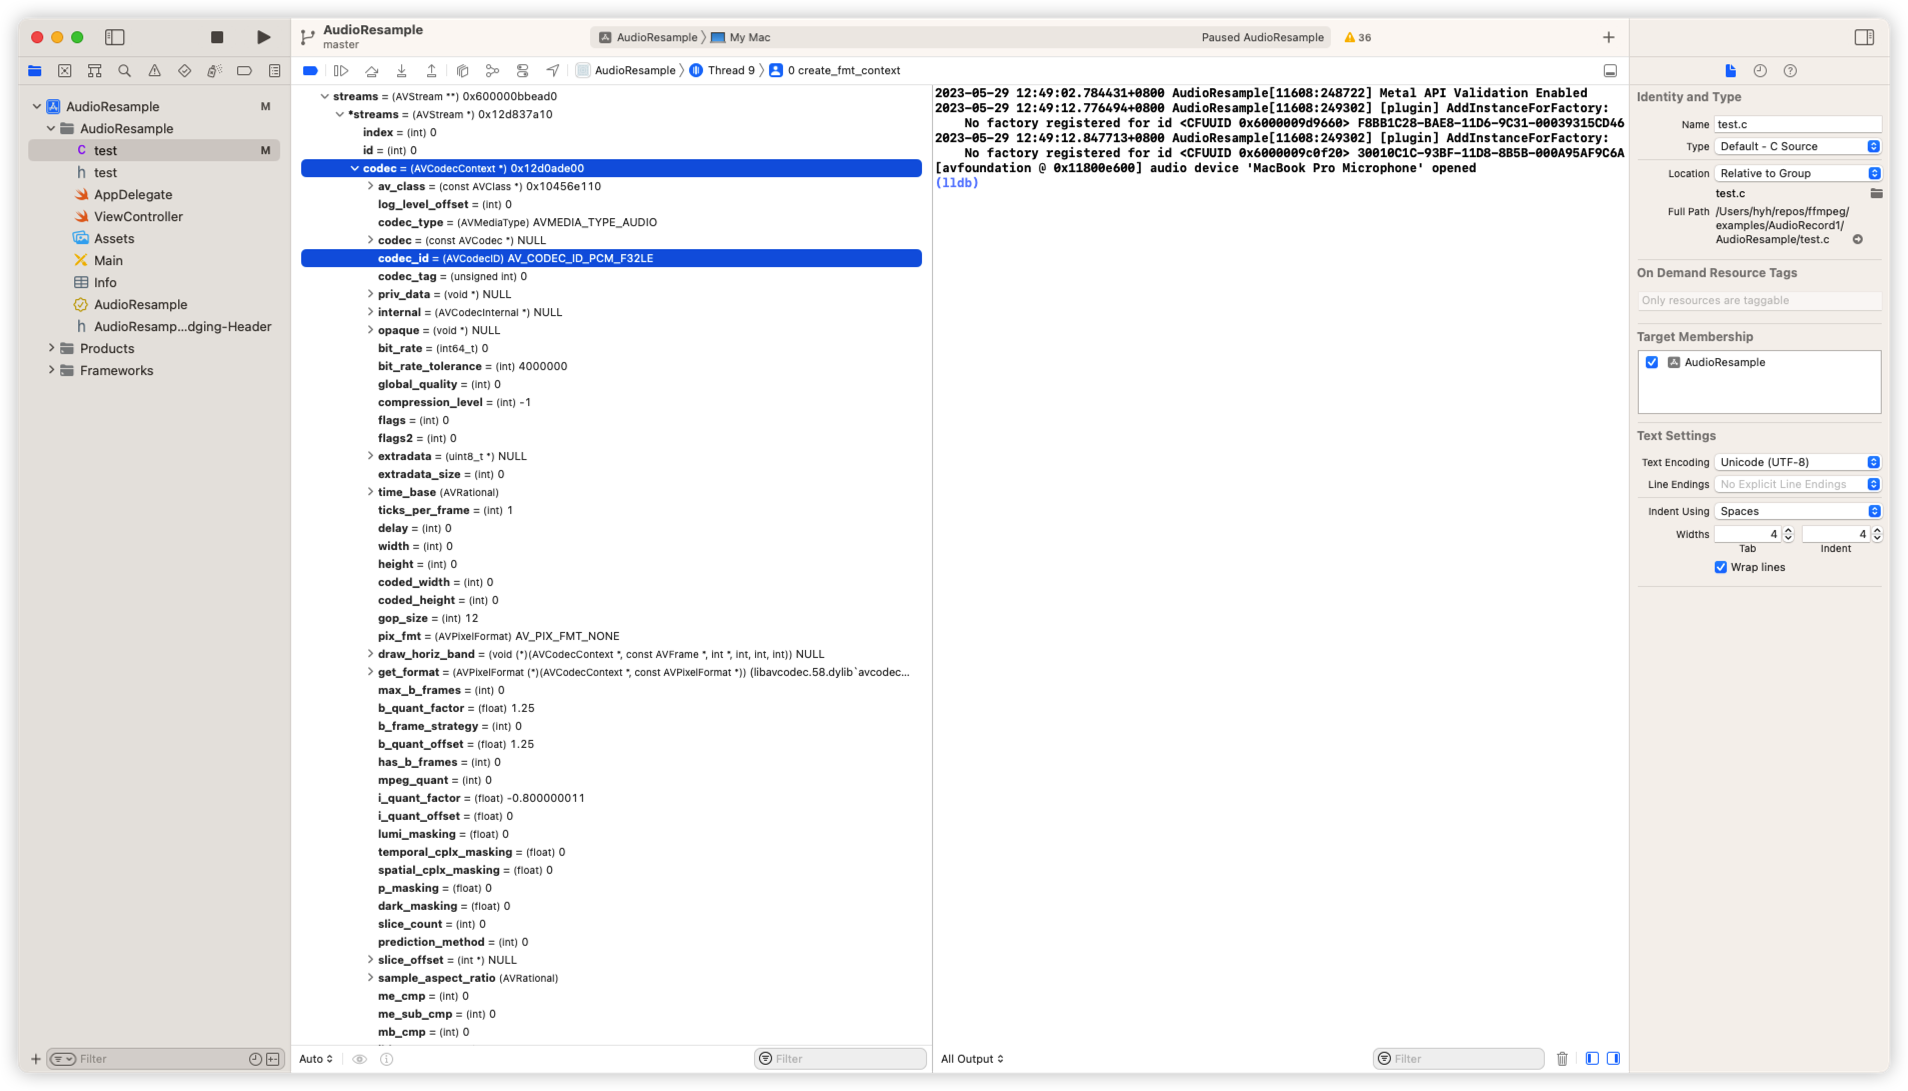 AudioResample
master
AudioResample
My Mac
Paused AudioResample
36
AudioResample
Thread 9
0 create_fmt_context
AudioResample M
AudioResample
C test M
h test
AppDelegate
ViewController
Assets
Main
Info
AudioResample
h AudioResamp...dging-Header
Products
Frameworks
Filter
streams = (AVStream **) 0x600000bbead0
*streams = (AVStream *) 0x12d837a10
index = (int) 0
id = (int) 0
codec = (AVCodecContext *) 0x12d0ade00
av_class = (const AVClass *) 0x10456e110
log_level_offset = (int) 0
codec_type = (AVMediaType) AVMEDIA_TYPE_AUDIO
codec = (const AVCodec *) NULL
codec_id = (AVCodecID) AV_CODEC_ID_PCM_F32LE
codec_tag = (unsigned int) 0
priv_data = (void *) NULL
internal = (AVCodecInternal *) NULL
opaque = (void *) NULL
bit_rate = (int64_t) 0
bit_rate_tolerance = (int) 4000000
global_quality = (int) 0
compression_level = (int) -1
flags = (int) 0
flags2 = (int) 0
extradata = (uint8_t *) NULL
extradata_size = (int) 0
time_base (AVRational)
ticks_per_frame = (int) 1
delay = (int) 0
width = (int) 0
height = (int) 0
coded_width = (int) 0
coded_height = (int) 0
gop_size = (int) 12
pix_fmt = (AVPixelFormat) AV_PIX_FMT_NONE
draw_horiz_band = (void (*)(AVCodecContext *, const AVFrame *, int *, int, int, int)) NULL
get_format = (AVPixelFormat (*)(AVCodecContext *, const AVPixelFormat *)) (libavcodec.58.dylib`avcodec...
max_b_frames = (int) 0
b_quant_factor = (float) 1.25
b_frame_strategy = (int) 0
b_quant_offset = (float) 1.25
has_b_frames = (int) 0
mpeg_quant = (int) 0
i_quant_factor = (float) -0.800000011
i_quant_offset = (float) 0
lumi_masking = (float) 0
temporal_cplx_masking = (float) 0
spatial_cplx_masking = (float) 0
p_masking = (float) 0
dark_masking = (float) 0
slice_count = (int) 0
prediction_method = (int) 0
slice_offset = (int *) NULL
sample_aspect_ratio (AVRational)
me_cmp = (int) 0
me_sub_cmp = (int) 0
mb_cmp = (int) 0
Auto
Filter
2023-05-29 12:49:02.784431+0800 AudioResample[11608:248722] Metal API Validation Enabled
2023-05-29 12:49:12.776494+0800 AudioResample[11608:249302] [plugin] AddInstanceForFactory:
No factory registered for id <CFUUID 0x6000009d9660> F8BB1C28-BAE8-11D6-9C31-00039315CD46
2023-05-29 12:49:12.847713+0800 AudioResample[11608:249302] [plugin] AddInstanceForFactory:
No factory registered for id <CFUUID 0x6000009c0f20> 30010C1C-93BF-11D8-8B5B-000A95AF9C6A
[avfoundation @ 0x11800e600] audio device 'MacBook Pro Microphone' opened
(lldb)
All Output
Filter
Identity and Type
Name test.c
Type Default - C Source
Location Relative to Group
test.c
Full Path /Users/hyh/repos/ffmpeg/
examples/AudioRecord1/
AudioResample/test.c
On Demand Resource Tags
Only resources are taggable
Target Membership
AudioResample
Text Settings
Text Encoding Unicode (UTF-8)
Line Endings No Explicit Line Endings
Indent Using Spaces
Widths 4 4
Tab Indent
Wrap lines